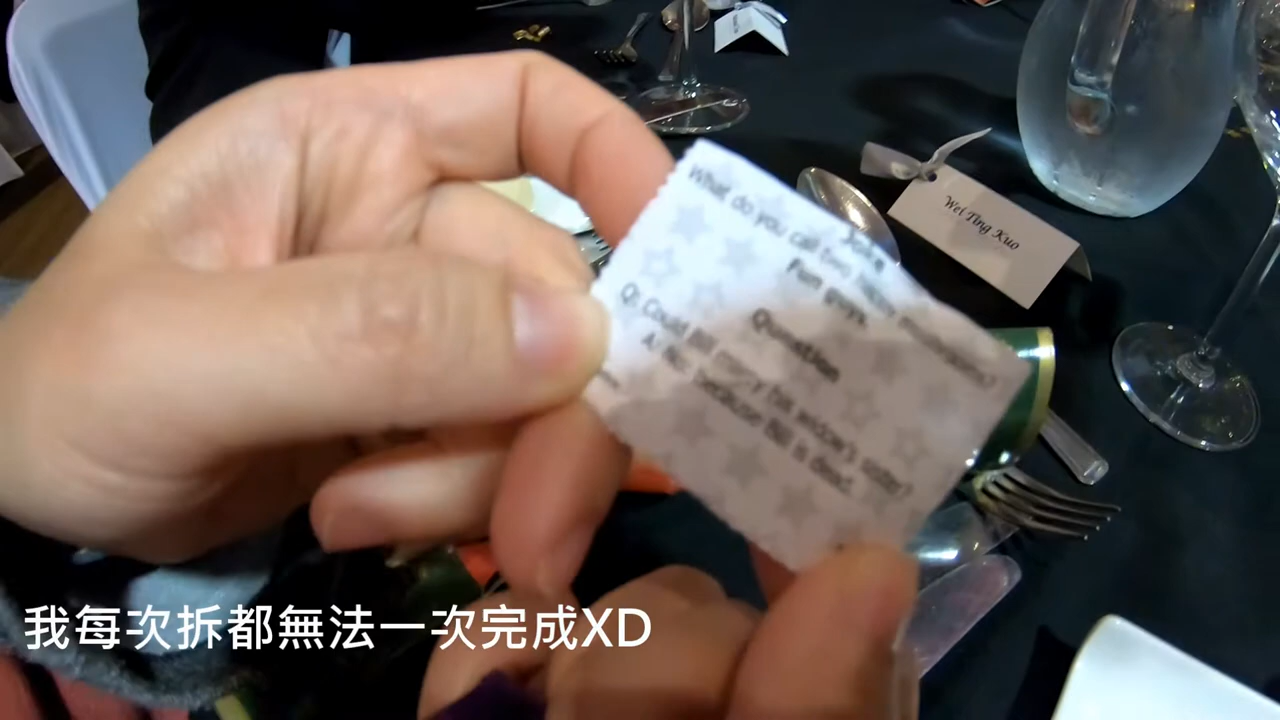 Joke
What do you call two mushrooms?
Fun guys.
Question
Q: Could Bill marry his widow's sister?
A: No, because Bill is dead.
Wei Ting Kuo
我每次拆都無法一次完成XD